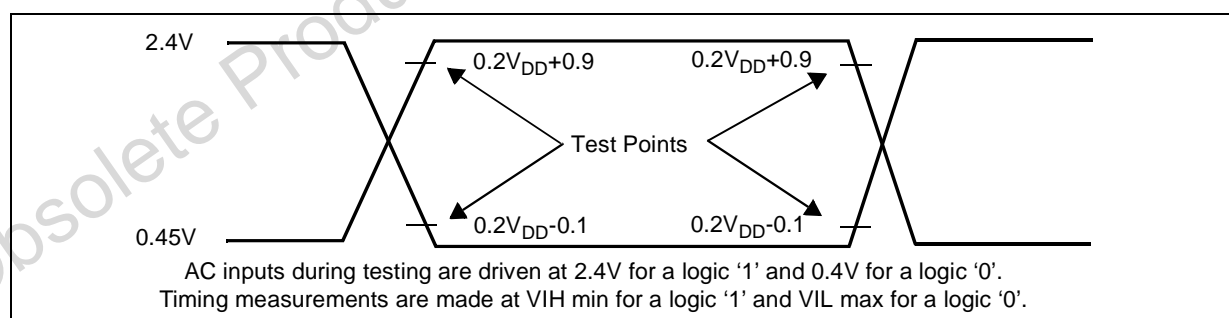 2.4V
0.2VDD+0.9 0.2VDD+0.9
Test Points
0.2VDD-0.1 0.2VDD-0.1
0.45V
AC inputs during testing are driven at 2.4V for a logic ‘1’ and 0.4V for a logic ‘0’.
Timing measurements are made at VIH min for a logic ‘1’ and VIL max for a logic ‘0’.